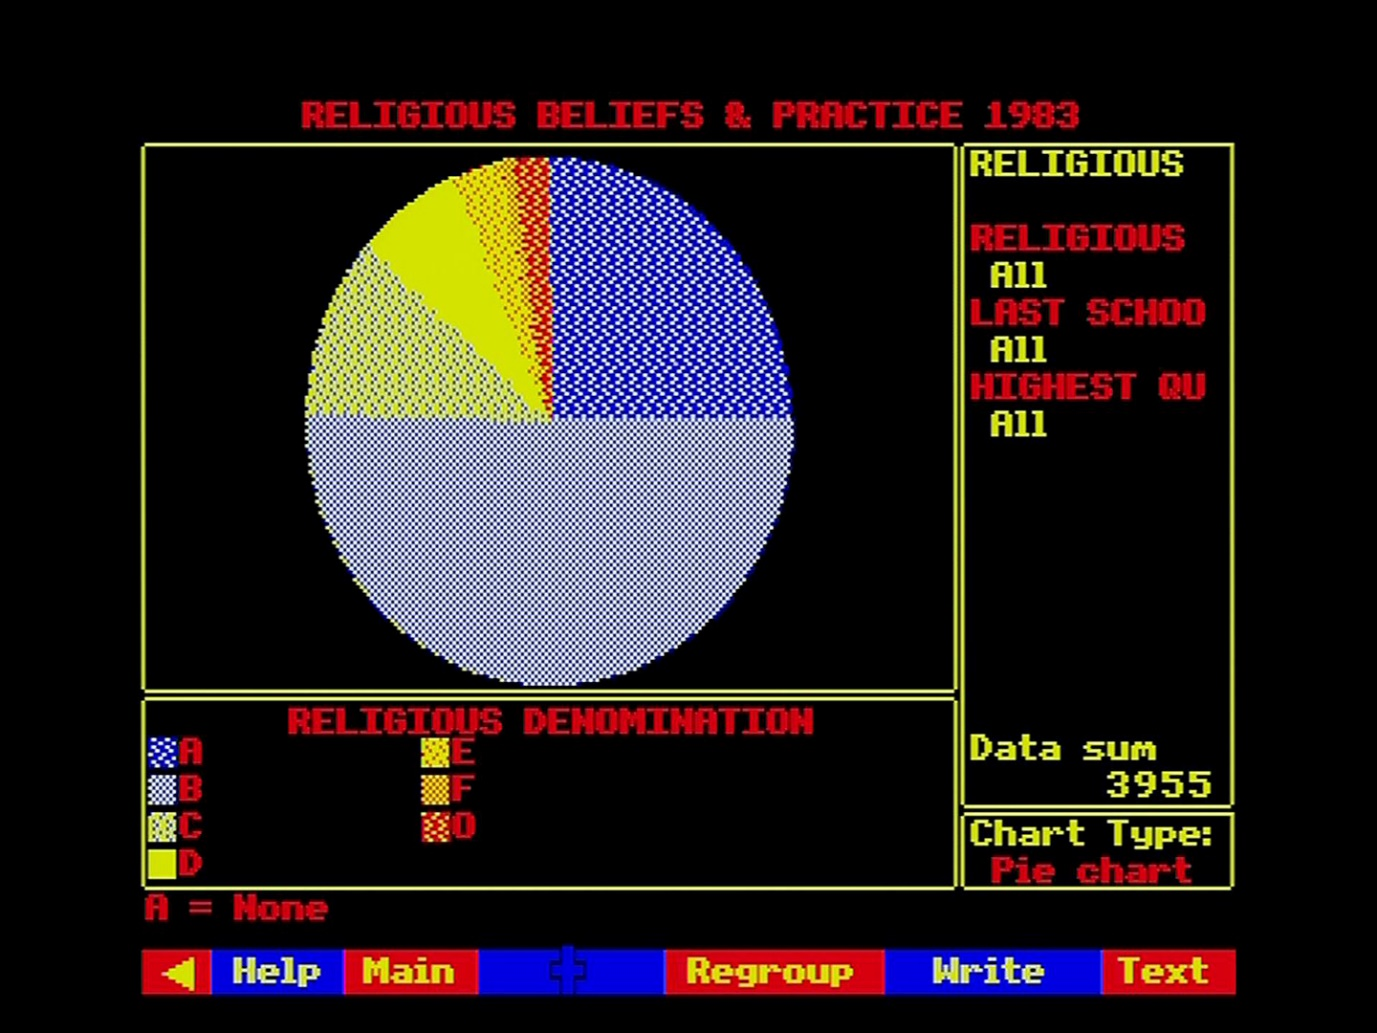 RELIGIOUS BELIEFS & PRACTICE 1983
RELIGIOUS
RELIGIOUS
All
LAST SCHOO
All
HIGHEST QU
All
Data sum
3955
Chart Type:
Pie chart
RELIGIOUS DENOMINATION
A E
B F
C O
D
A = None
Help Main Regroup Write Text